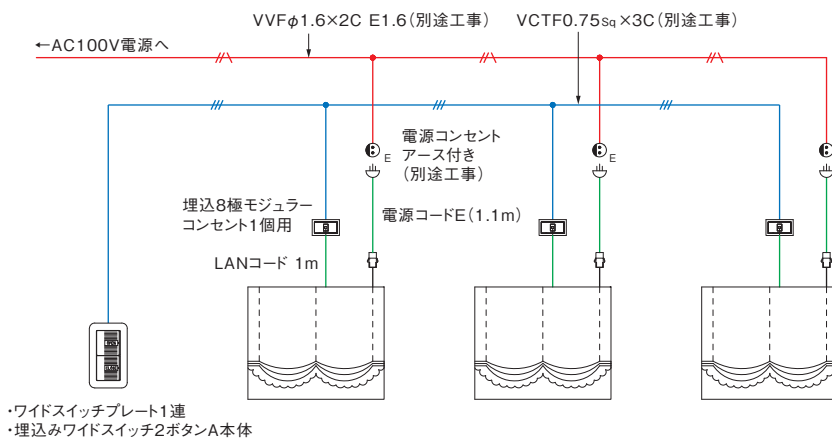 VVFφ1.6×2C E1.6(別途工事)
VCTF0.75sq×3C(別途工事)
←AC100V電源へ
電源コンセント
アース付き
(別途工事)
E
E
E
埋込8極モジュラー
コンセント1個用
電源コードE(1.1m)
LANコード 1m
・ワイドスイッチプレート1連
・埋込みワイドスイッチ2ボタンA本体